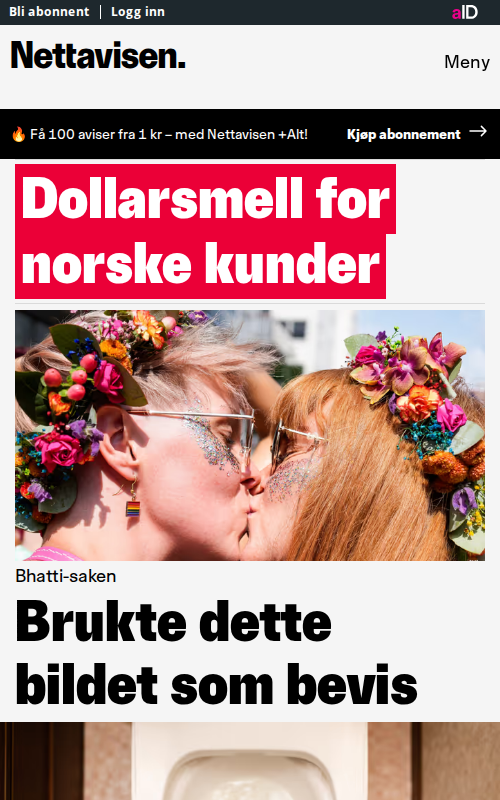 Bli abonnent | Logg inn
aID
Nettavisen.
Meny
🔥 Få 100 aviser fra 1 kr – med Nettavisen +Alt!
Kjøp abonnement →
Dollarsmell for
norske kunder
Bhatti-saken
Brukte dette
bildet som bevis